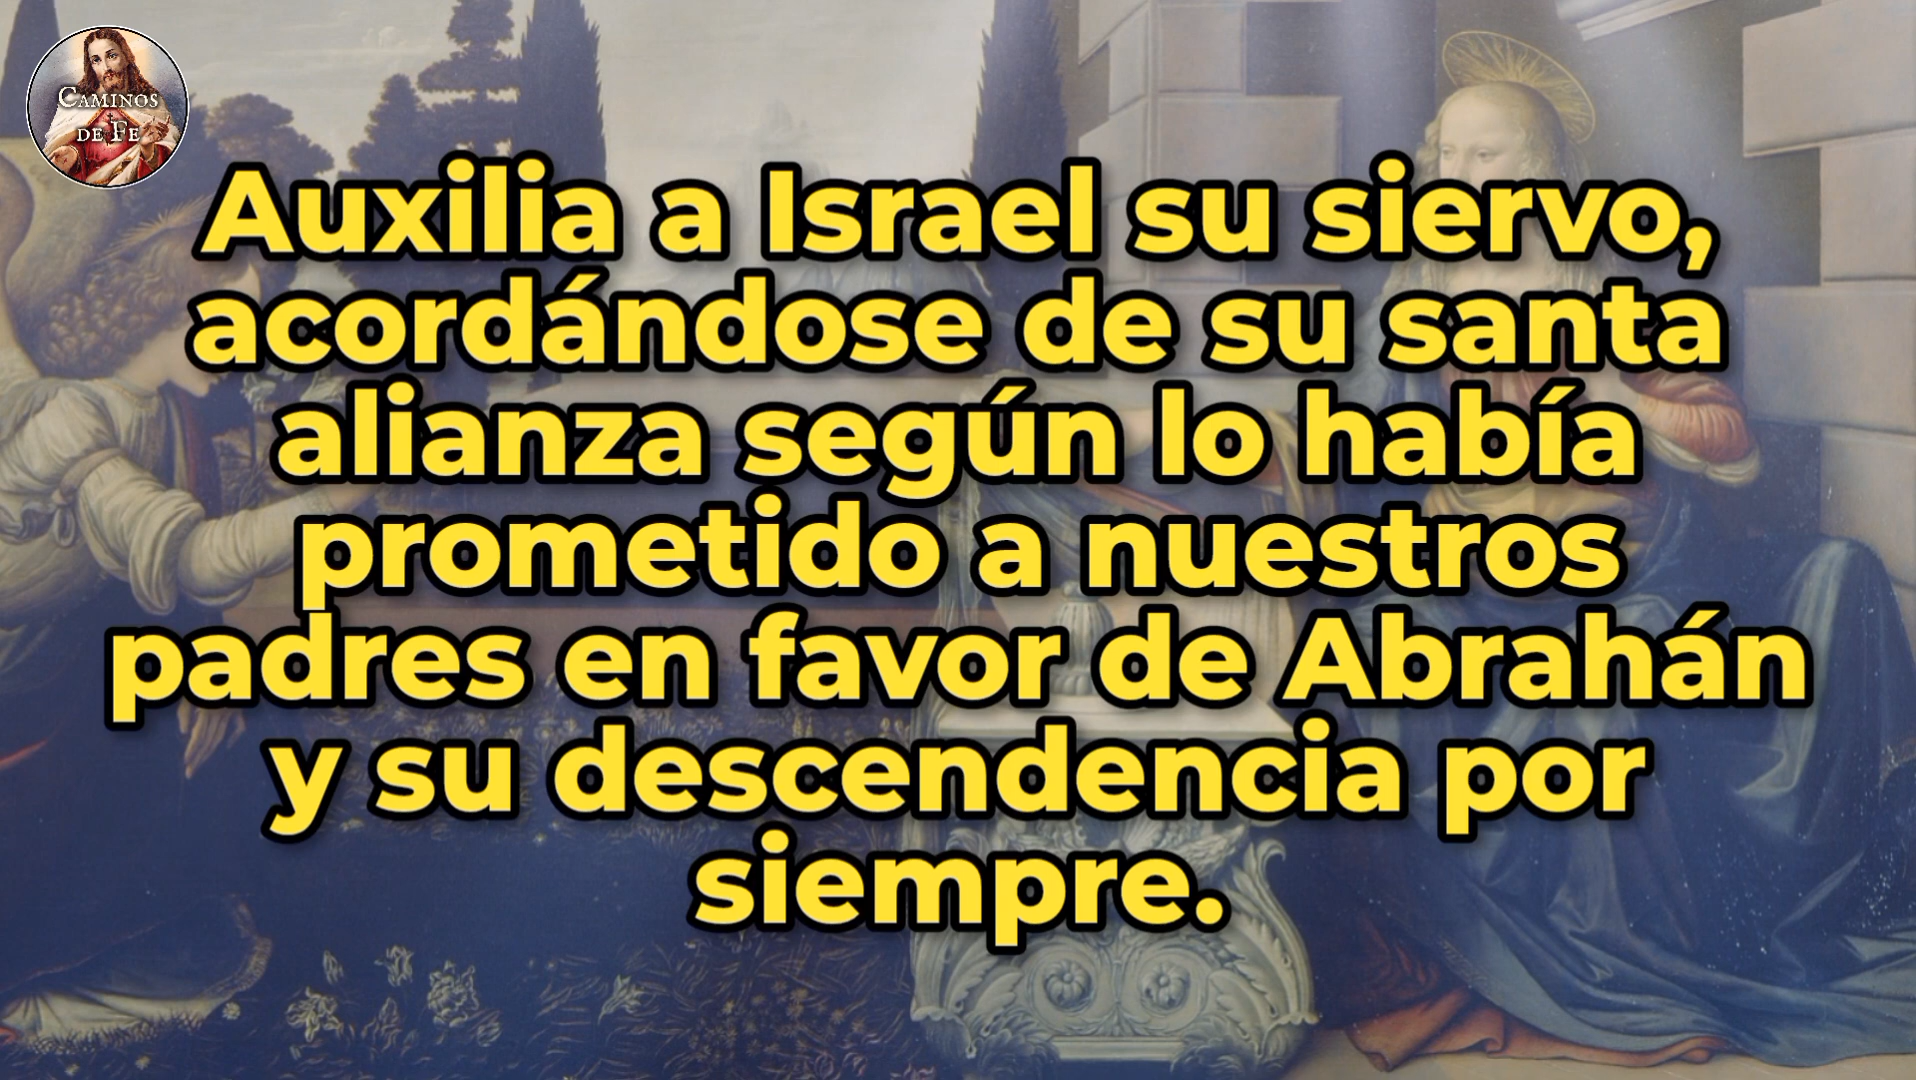 CAMINOS
DE FE
Auxilia a Israel su siervo,
acordándose de su santa
alianza según lo había
prometido a nuestros
padres en favor de Abrahán
y su descendencia por
siempre.